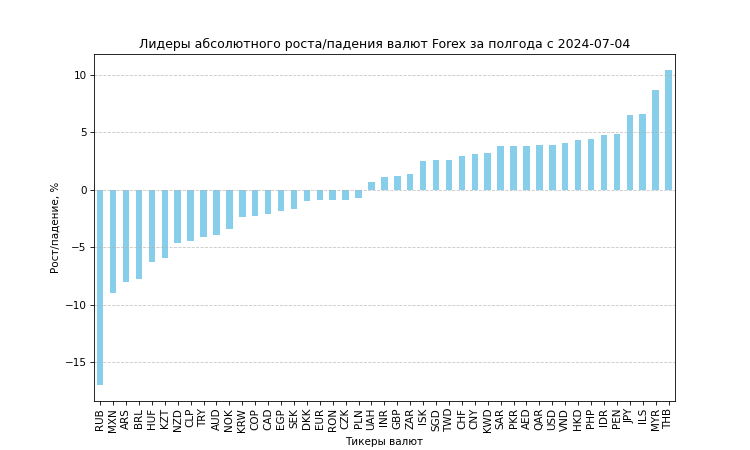 Лидеры абсолютного роста/падения валют Forex за полгода с 2024-07-04
Рост/падение, %
10
5
0
−5
−10
−15
RUB MXN ARS BRL HUF KZT NZD CLP TRY AUD NOK KRW COP CAD EGP SEK DKK EUR RON CZK PLN UAH INR GBP ZAR ISK SGD TWD CHF CNY KWD SAR PKR AED QAR USD VND HKD PHP IDR PEN JPY ILS MYR THB
Тикеры валют